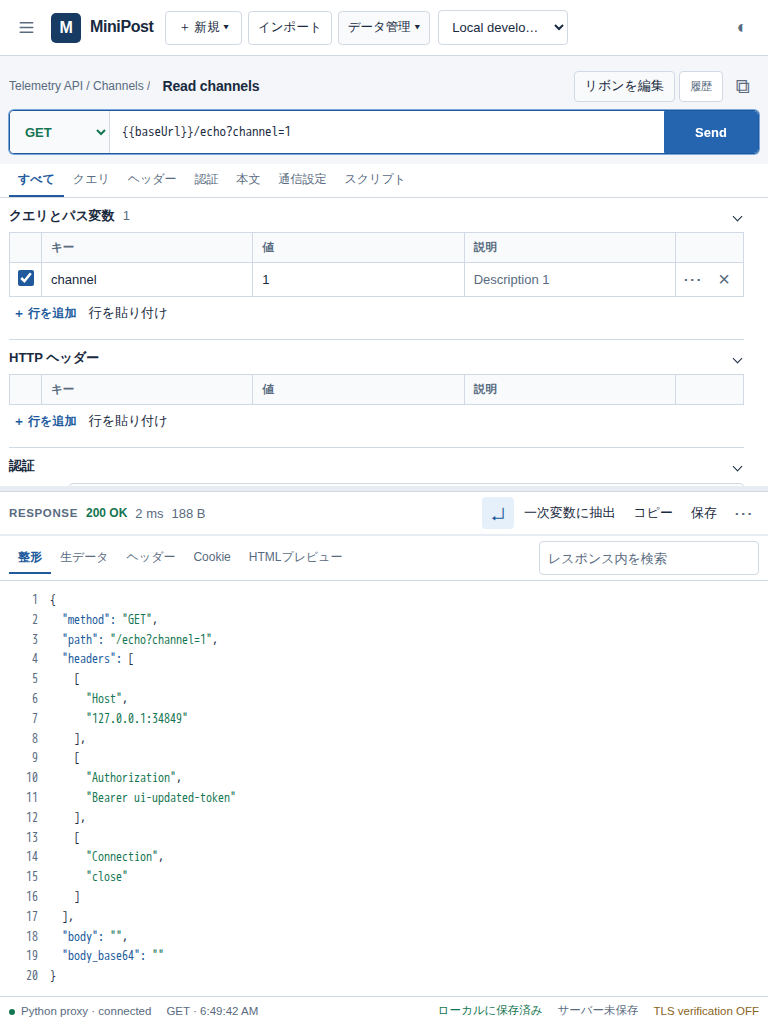 M MiniPost ＋ 新規 ▾ インポート データ管理 ▾ Local develo…
Telemetry API / Channels / Read channels リボンを編集 履歴
GET {{baseUrl}}/echo?channel=1 Send
すべて クエリ ヘッダー 認証 本文 通信設定 スクリプト
クエリとパス変数 1
キー 値 説明
channel 1 Description 1 ··· ×
+ 行を追加 行を貼り付け
HTTP ヘッダー
キー 値 説明
+ 行を追加 行を貼り付け
認証
RESPONSE 200 OK 2 ms 188 B 一次変数に抽出 コピー 保存 ···
整形 生データ ヘッダー Cookie HTMLプレビュー レスポンス内を検索
1 {
2 "method": "GET",
3 "path": "/echo?channel=1",
4 "headers": [
5 [
6 "Host",
7 "127.0.0.1:34849"
8 ],
9 [
10 "Authorization",
11 "Bearer ui-updated-token"
12 ],
13 [
14 "Connection",
15 "close"
16 ]
17 ],
18 "body": "",
19 "body_base64": ""
20 }
Python proxy · connected GET · 6:49:42 AM ローカルに保存済み サーバー未保存 TLS verification OFF